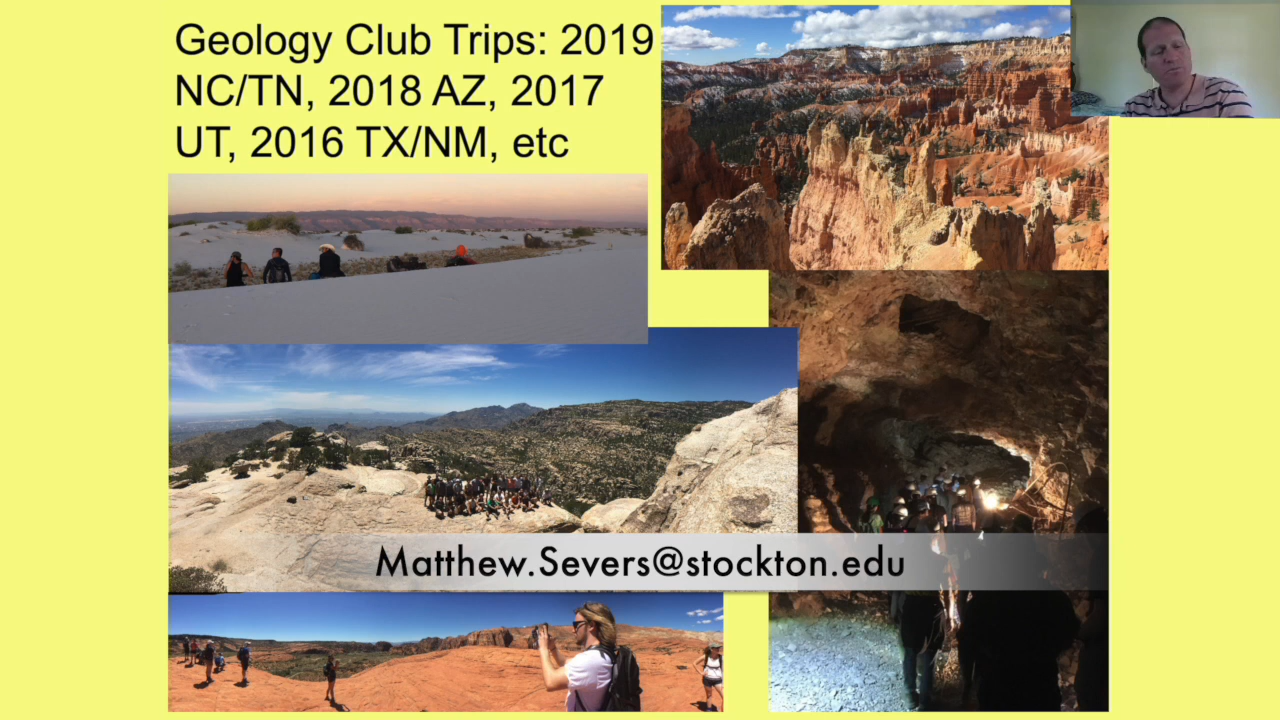 Geology Club Trips: 2019
NC/TN, 2018 AZ, 2017
UT, 2016 TX/NM, etc
Matthew.Severs@stockton.edu